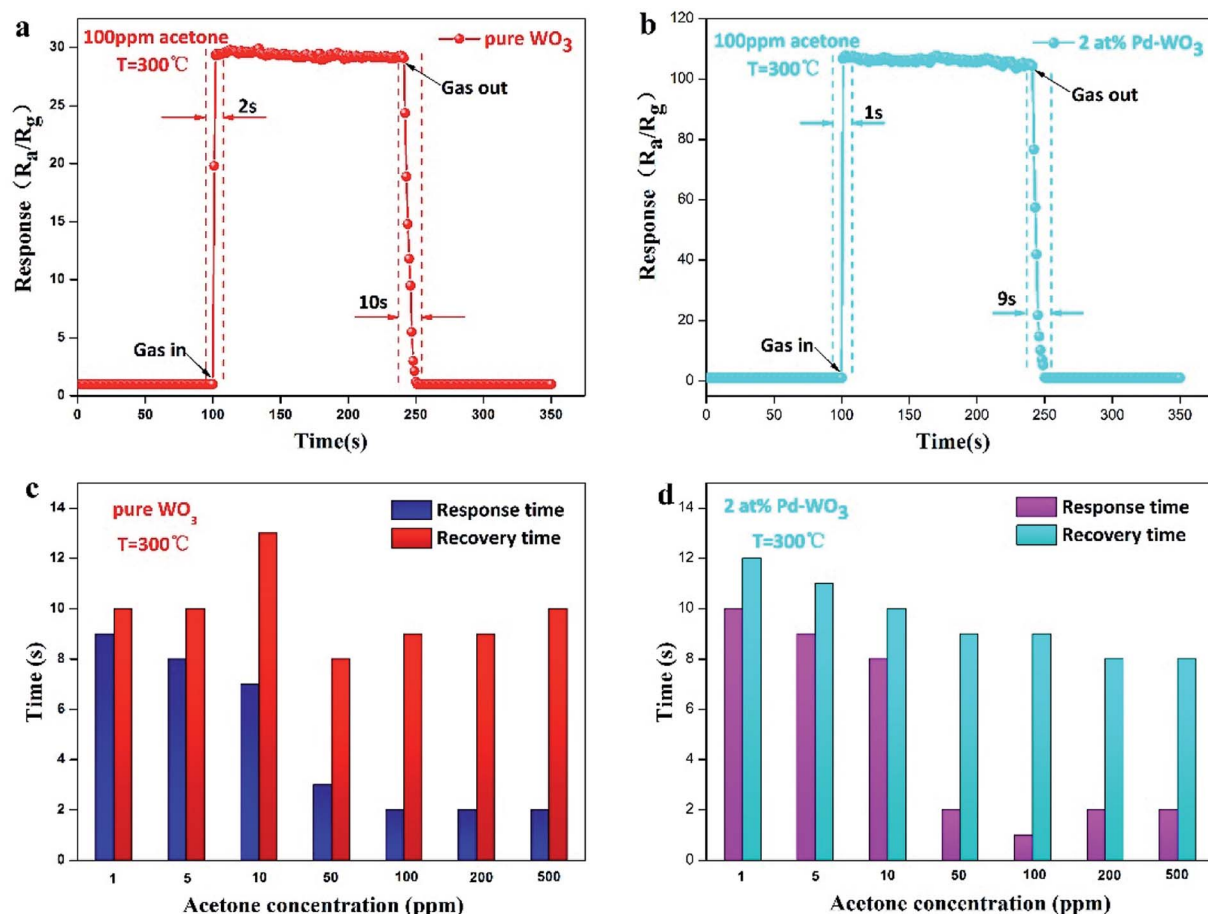 a
100ppm acetone
T=300℃
pure WO3
Gas out
2s
10s
Gas in
Response (Ra/Rg)
30
25
20
15
10
5
0
0 50 100 150 200 250 300 350
Time(s)
b
100ppm acetone
T=300℃
2 at% Pd-WO3
Gas out
1s
9s
Gas in
Response (Ra/Rg)
120
100
80
60
40
20
0
0 50 100 150 200 250 300 350
Time(s)
c
pure WO3
T=300℃
Response time
Recovery time
Time (s)
14
12
10
8
6
4
2
0
1 5 10 50 100 200 500
Acetone concentration (ppm)
d
2 at% Pd-WO3
T=300℃
Response time
Recovery time
Time (s)
14
12
10
8
6
4
2
0
1 5 10 50 100 200 500
Acetone concentration (ppm)